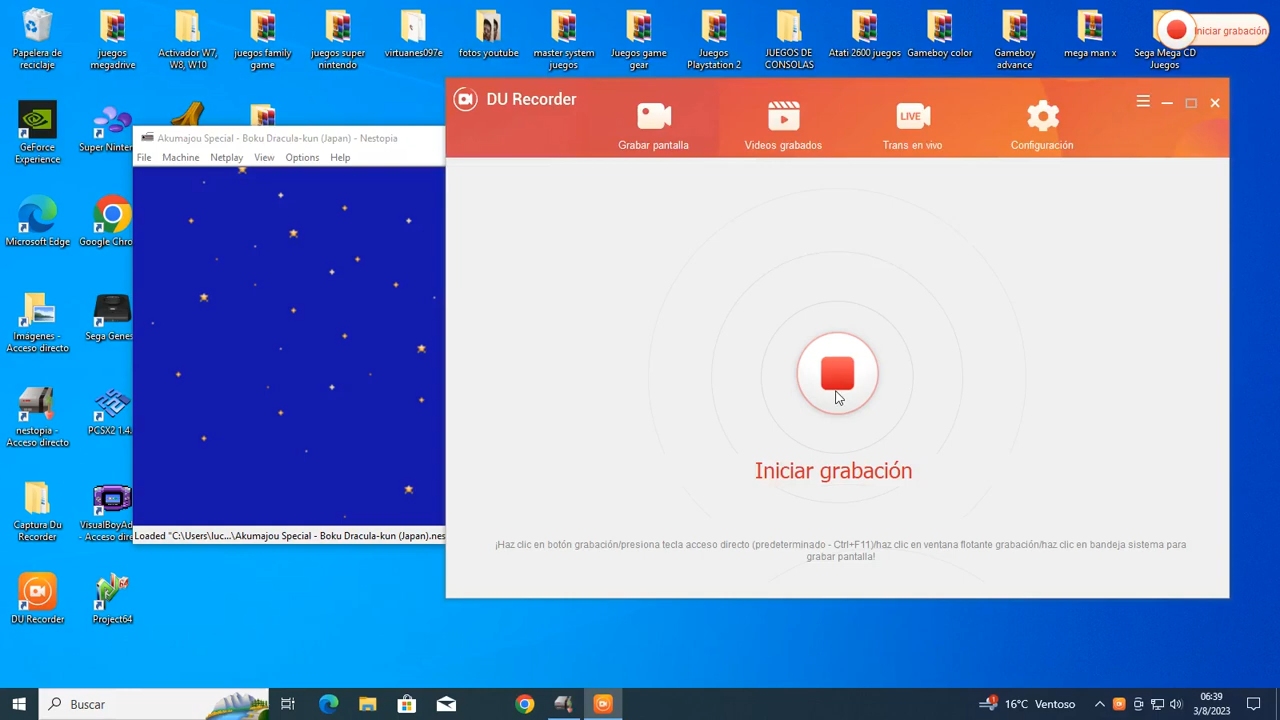 Papelera de
reciclaje
juegos
megadrive
Activador W7,
W8, W10
juegos family
game
juegos super
nintendo
virtuanes097e
fotos youtube
master system
juegos
Juegos game
gear
Juegos
Playstation 2
JUEGOS DE
CONSOLAS
Atati 2600 juegos
Gameboy color
Gameboy
advance
mega man x
Sega Mega CD
Juegos
Iniciar grabación
GeForce
Experience
Super Ninten
Microsoft Edge
Google Chro
Imagenes -
Acceso directo
Sega Genes
nestopia -
Acceso directo
PCSX2 1.4.
Captura Du
Recorder
VisualBoyAd
- Acceso dire
DU Recorder
Project64
Akumajou Special - Boku Dracula-kun (Japan) - Nestopia
File Machine Netplay View Options Help
Loaded "C:\Users\luc...\Akumajou Special - Boku Dracula-kun (Japan).nes
DU Recorder
Grabar pantalla
Videos grabados
LIVE
Trans en vivo
Configuración
Iniciar grabación
¡Haz clic en botón grabación/presiona tecla acceso directo (predeterminado - Ctrl+F11)/haz clic en ventana flotante grabación/haz clic en bandeja sistema para
grabar pantalla!
Buscar
16°C Ventoso
06:39
3/8/2023